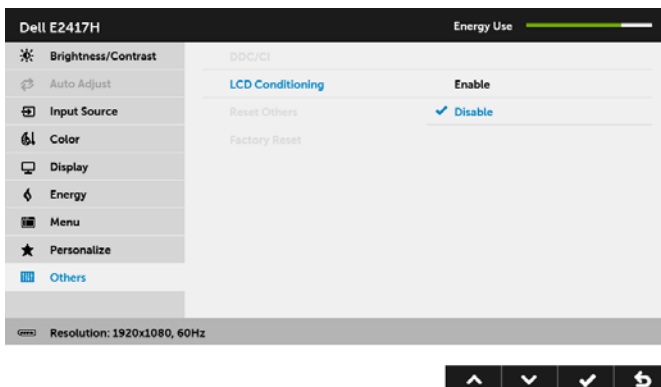 Dell E2417H
Energy Use
Brightness/Contrast
Auto Adjust
Input Source
Color
Display
Energy
Menu
Personalize
Others
DDC/CI
LCD Conditioning
Reset Others
Factory Reset
Enable
Disable
Resolution: 1920x1080, 60Hz